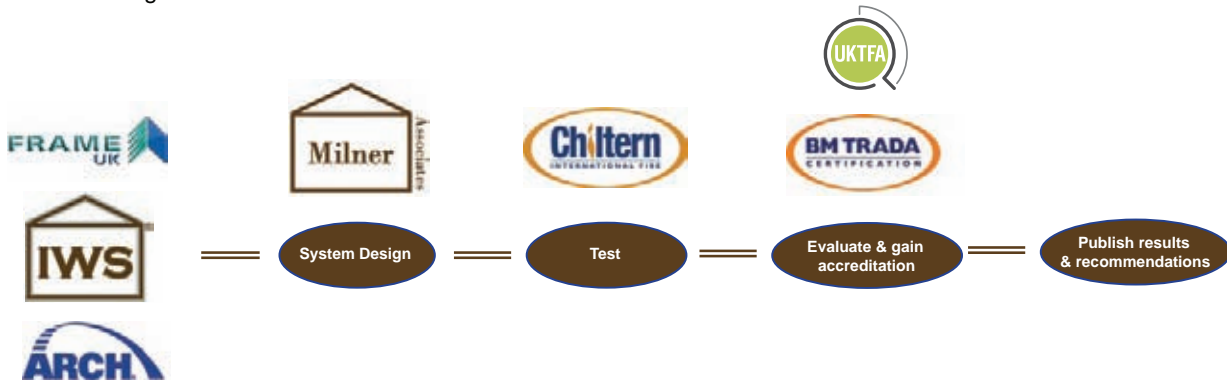 UKTFA
FRAME
UK
Milner
Associates
Chiltern
INTERNATIONAL FIRE
BM TRADA
CERTIFICATION
IWS
System Design
Test
Evaluate & gain
accreditation
Publish results
& recommendations
ARCH